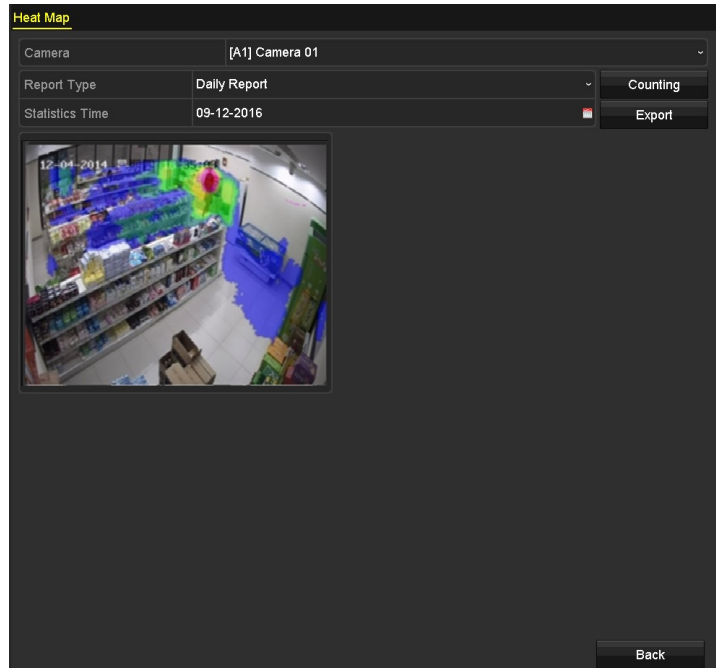 Heat Map
Camera [A1] Camera 01
Report Type Daily Report Counting
Statistics Time 09-12-2016 Export
12-04-2014
Back